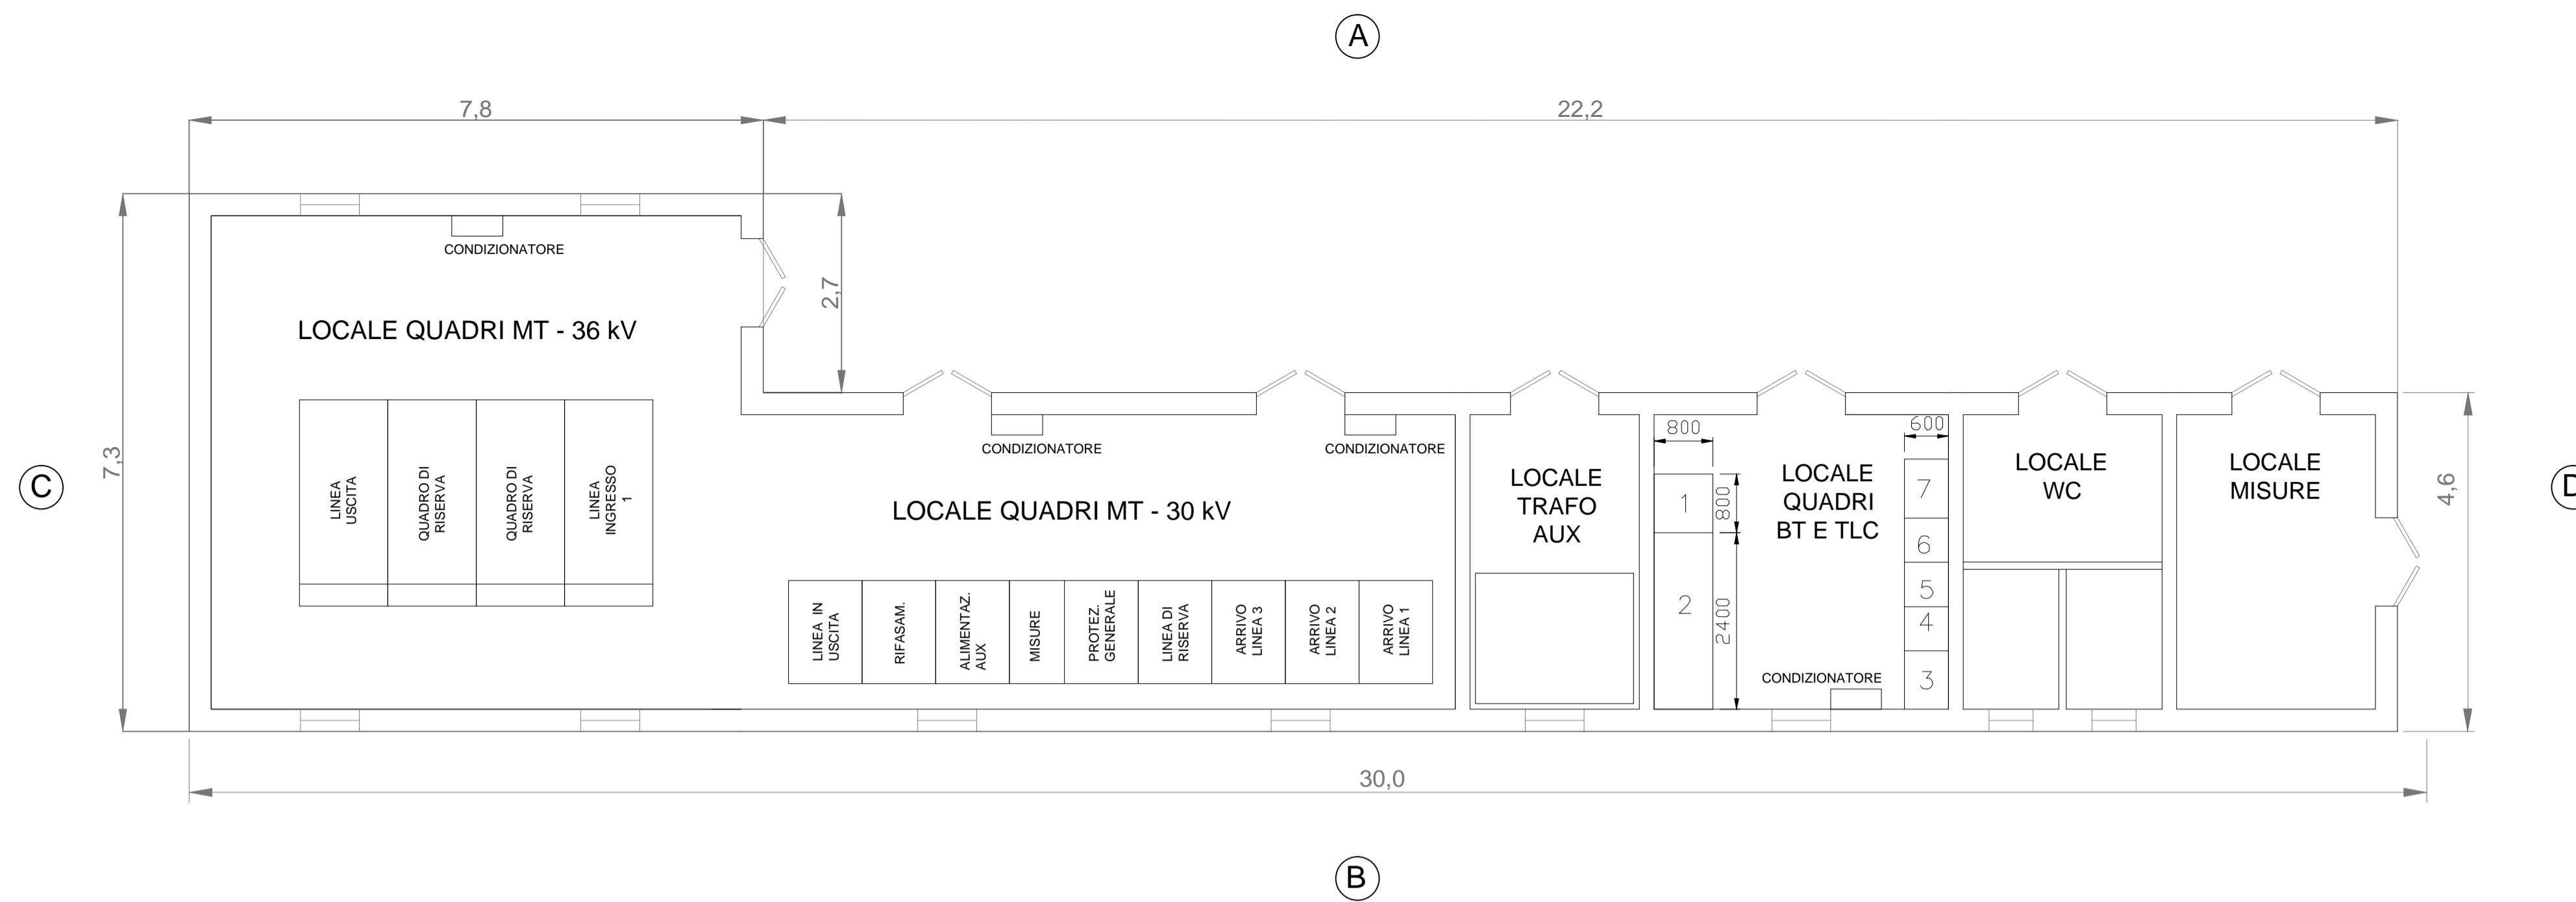 A
7,8
22,2
CONDIZIONATORE
2,7
LOCALE QUADRI MT - 36 kV
7,3
C
LINEA
USCITA
QUADRO DI
RISERVA
QUADRO DI
RISERVA
LINEA
INGRESSO
1
CONDIZIONATORE
CONDIZIONATORE
LOCALE QUADRI MT - 30 kV
LINEA IN
USCITA
RIFASAM.
ALIMENTAZ.
AUX
MISURE
PROTEZ.
GENERALE
LINEA DI
RISERVA
ARRIVO
LINEA 3
ARRIVO
LINEA 2
ARRIVO
LINEA 1
LOCALE
TRAFO
AUX
800
1
800
2
2400
LOCALE
QUADRI
BT E TLC
CONDIZIONATORE
600
7
6
5
4
3
LOCALE
WC
LOCALE
MISURE
4,6
D
30,0
B